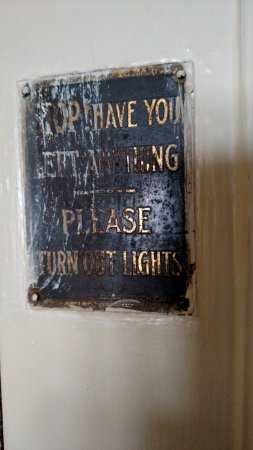 STOP! HAVE YOU
LEFT ANYTHING
PLEASE
TURN OUT LIGHTS